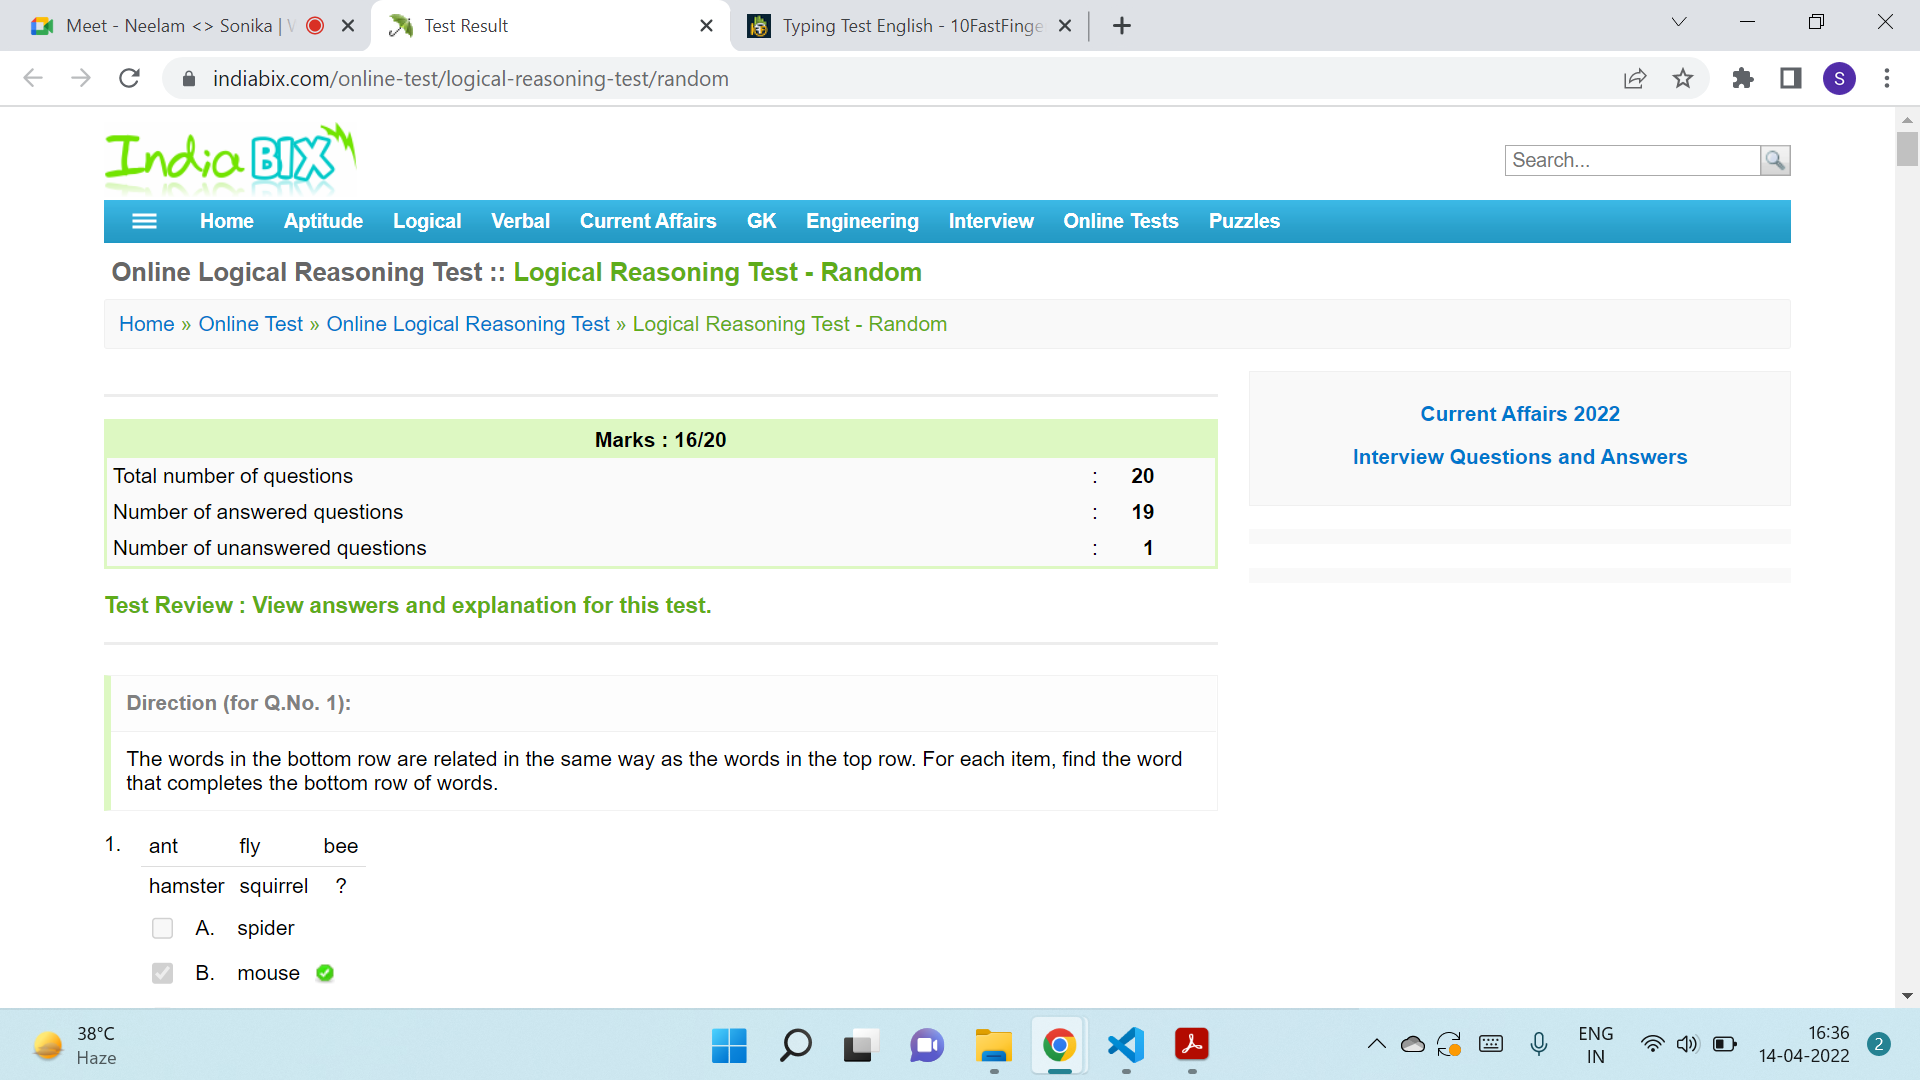 Meet - Neelam <> Sonika |
Test Result
Typing Test English - 10FastFinge
indiabix.com/online-test/logical-reasoning-test/random
S
IndiaBIX
Search...
Home Aptitude Logical Verbal Current Affairs GK Engineering Interview Online Tests Puzzles
Online Logical Reasoning Test :: Logical Reasoning Test - Random
Home » Online Test » Online Logical Reasoning Test » Logical Reasoning Test - Random
Current Affairs 2022
Interview Questions and Answers
Marks : 16/20
Total number of questions : 20
Number of answered questions : 19
Number of unanswered questions : 1
Test Review : View answers and explanation for this test.
Direction (for Q.No. 1):
The words in the bottom row are related in the same way as the words in the top row. For each item, find the word
that completes the bottom row of words.
1. ant fly bee
hamster squirrel ?
A. spider
B. mouse
38°C
Haze
ENG
IN
16:36
14-04-2022
2